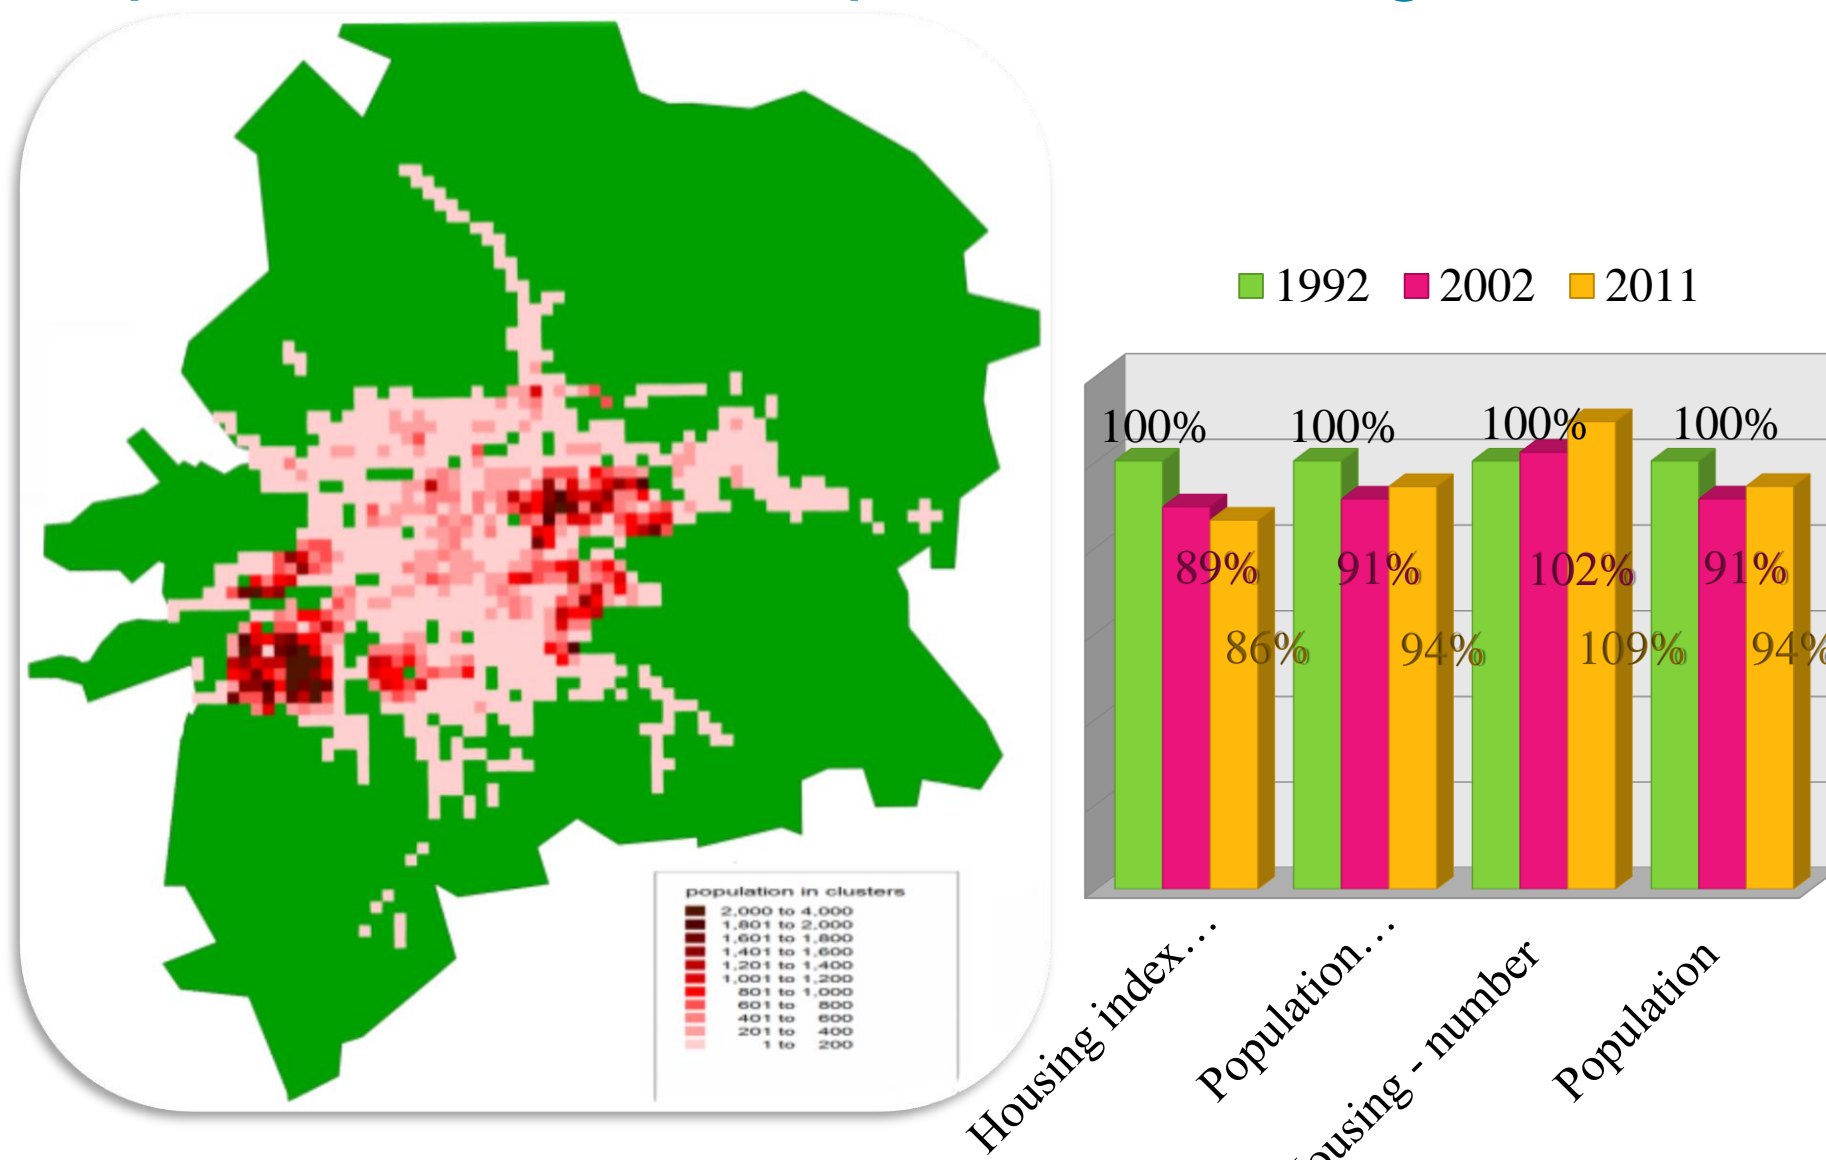 population in clusters
2,000 to 4,000
1,801 to 2,000
1,601 to 1,800
1,401 to 1,600
1,201 to 1,400
1,001 to 1,200
801 to 1,000
601 to 800
401 to 600
201 to 400
1 to 200
1992 2002 2011
100% 100% 100% 100%
89% 91% 102% 91%
86% 94% 109% 94%
Housing index…
Population…
ousing - number
Population